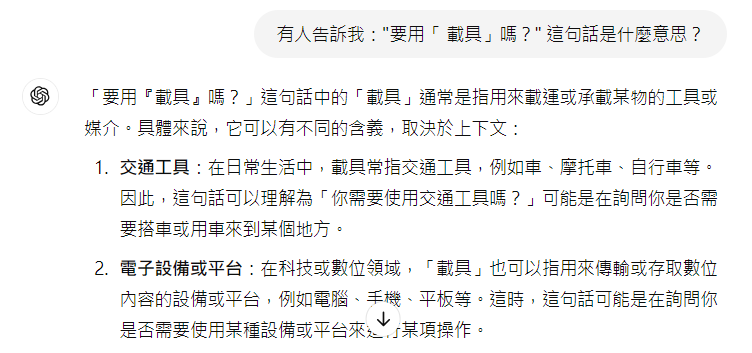 有人告訴我："要用「 載具」嗎？" 這句話是什麼意思？
「要用『載具』嗎？」這句話中的「載具」通常是指用來載運或承載某物的工具或
媒介。具體來說，它可以有不同的含義，取決於上下文：
1. 交通工具：在日常生活中，載具常指交通工具，例如車、摩托車、自行車等。
因此，這句話可以理解為「你需要使用交通工具嗎？」可能是在詢問你是否需
要搭車或用車來到某個地方。
2. 電子設備或平台：在科技或數位領域，「載具」也可以指用來傳輸或存取數位
內容的設備或平台，例如電腦、手機、平板等。這時，這句話可能是在詢問你
是否需要使用某種設備或平台來行某項操作。